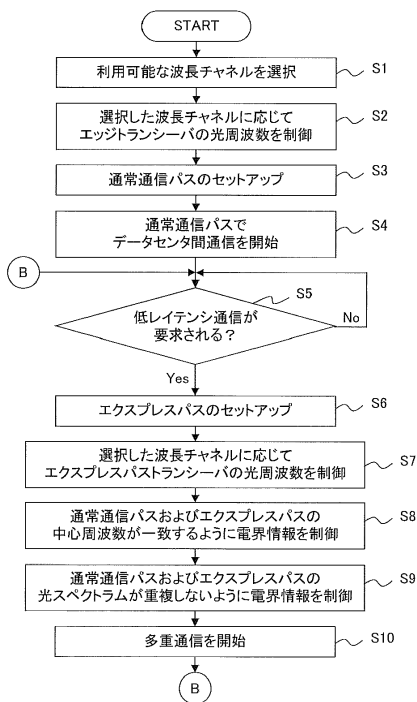 START
利用可能な波長チャネルを選択
S1
選択した波長チャネルに応じて
エッジトランシーバの光周波数を制御
S2
通常通信パスのセットアップ
S3
通常通信パスで
データセンタ間通信を開始
S4
B
S5
低レイテンシ通信が
要求される？
No
Yes
エクスプレスパスのセットアップ
S6
選択した波長チャネルに応じて
エクスプレスパストランシーバの光周波数を制御
S7
通常通信パスおよびエクスプレスパスの
中心周波数が一致するように電界情報を制御
S8
通常通信パスおよびエクスプレスパスの
光スペクトラムが重複しないように電界情報を制御
S9
多重通信を開始
S10
B